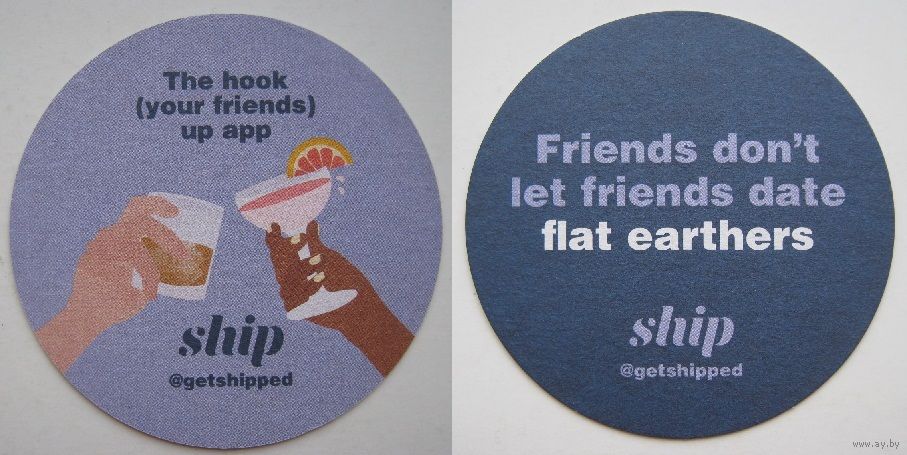 The hook
(your friends)
up app
ship
@getshipped
Friends don't
let friends date
flat earthers
ship
@getshipped
www.ay.by